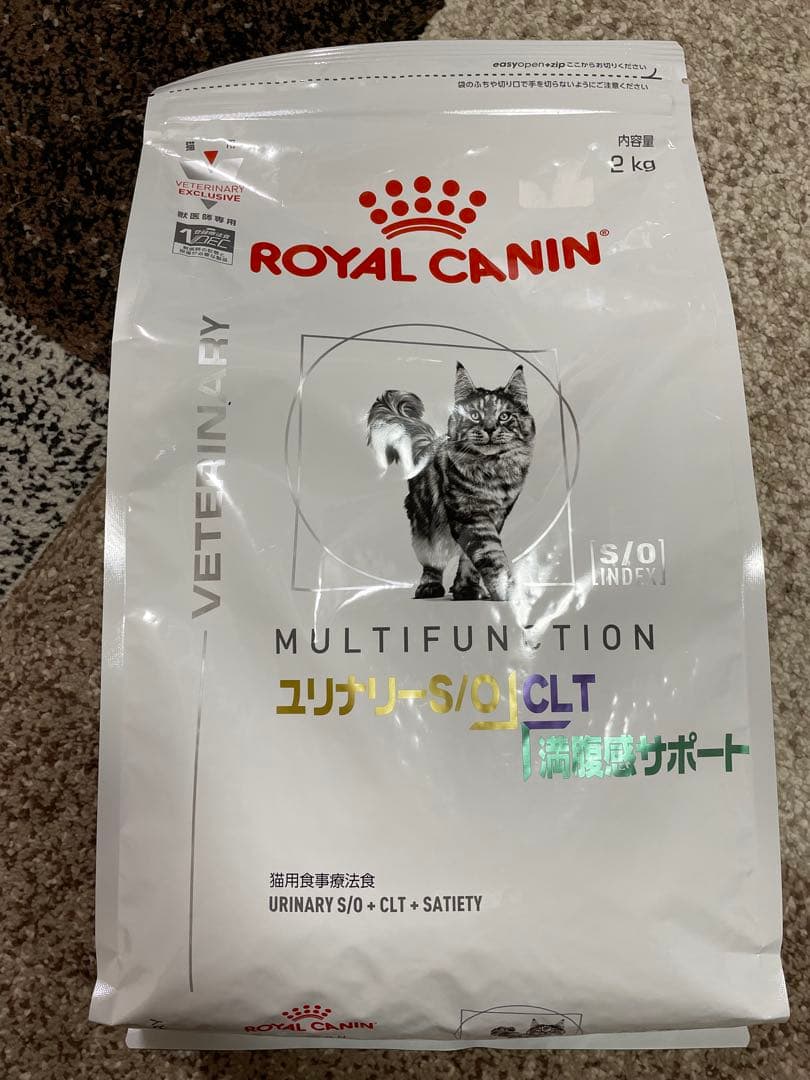 easyopen+zip ここからお切りください
袋のふちや切り口で手を切らないようにご注意ください
内容量
2 kg
猫 用
VETERINARY
EXCLUSIVE
獣医師専用
ROYAL CANIN®
VETERINARY
S/O
INDEX
MULTIFUNCTION
ユリナリーS/O CLT
満腹感サポート
猫用食事療法食
URINARY S/O + CLT + SATIETY
ROYAL CANIN